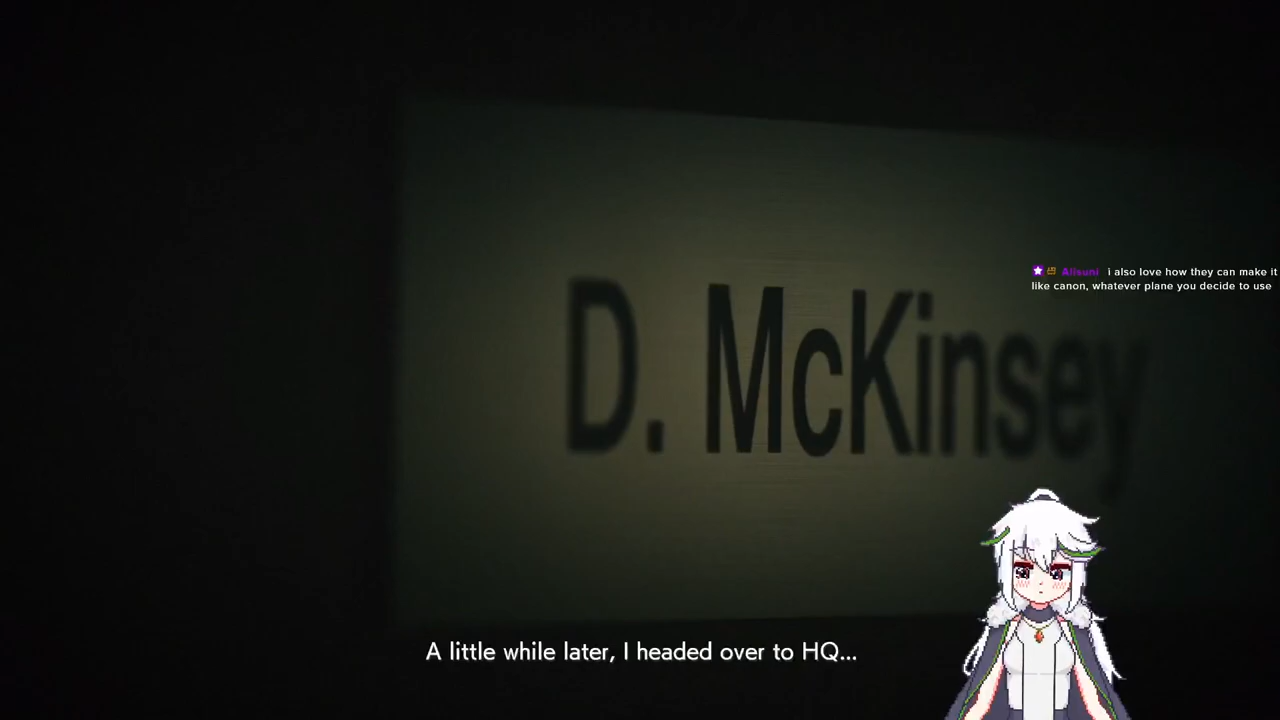 Alisuni i also love how they can make it
like canon, whatever plane you decide to use
D. McKinsey
A little while later, I headed over to HQ...